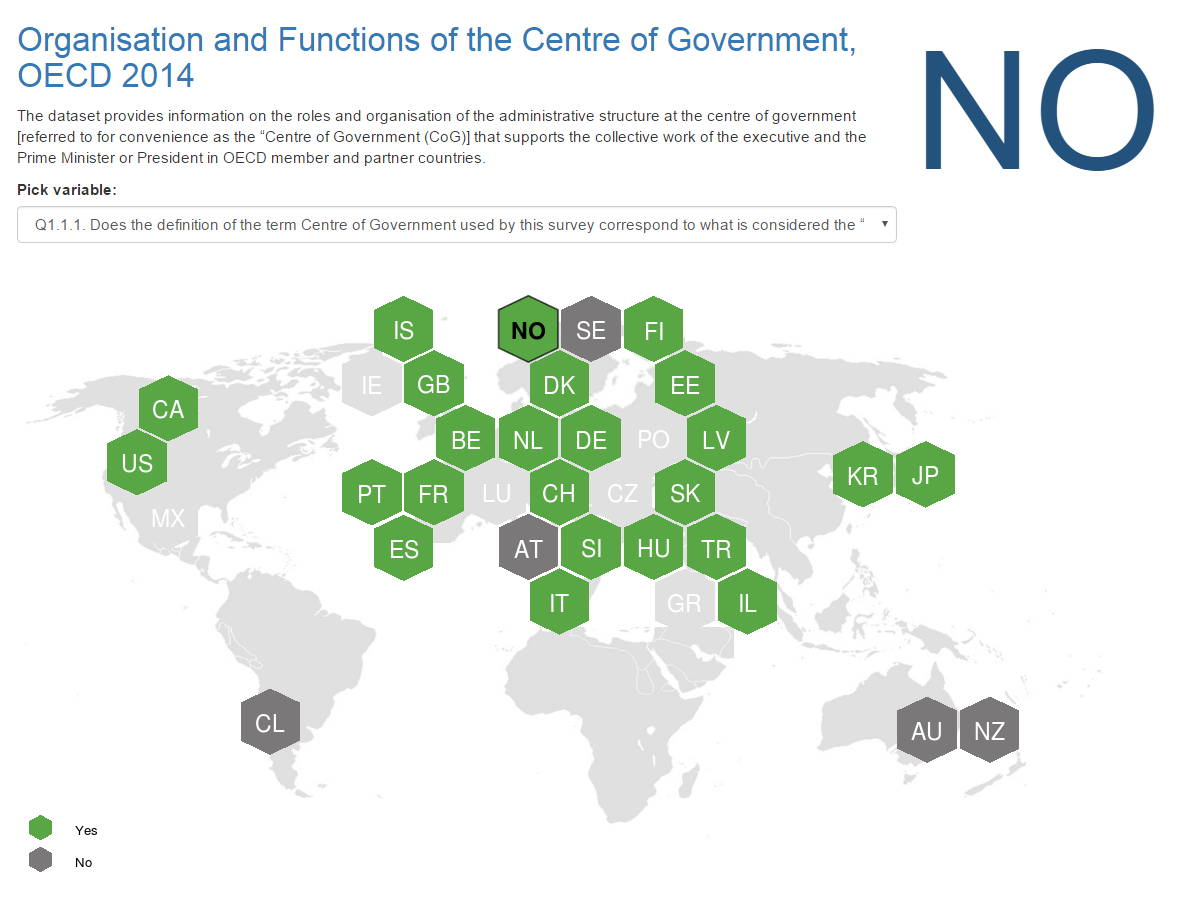 Organisation and Functions of the Centre of Government,
OECD 2014
NO
The dataset provides information on the roles and organisation of the administrative structure at the centre of government
[referred to for convenience as the “Centre of Government (CoG)] that supports the collective work of the executive and the
Prime Minister or President in OECD member and partner countries.
Pick variable:
Q1.1.1. Does the definition of the term Centre of Government used by this survey correspond to what is considered the “
IS NO SE FI
IE GB DK EE
CA
BE NL DE PO LV
US
KR JP
PT FR LU CH CZ SK
MX
ES AT SI HU TR
IT GR IL
CL
AU NZ
Yes
No